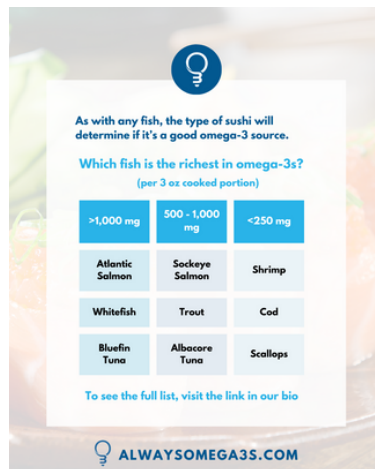 As with any fish, the type of sushi will
determine if it's a good omega-3 source.
Which fish is the richest in omega-3s?
(per 3 oz cooked portion)
>1,000 mg
500 - 1,000
mg
<250 mg
Atlantic
Salmon
Sockeye
Salmon
Shrimp
Whitefish
Trout
Cod
Bluefin
Tuna
Albacore
Tuna
Scallops
To see the full list, visit the link in our bio
ALWAYSOMEGA3S.COM